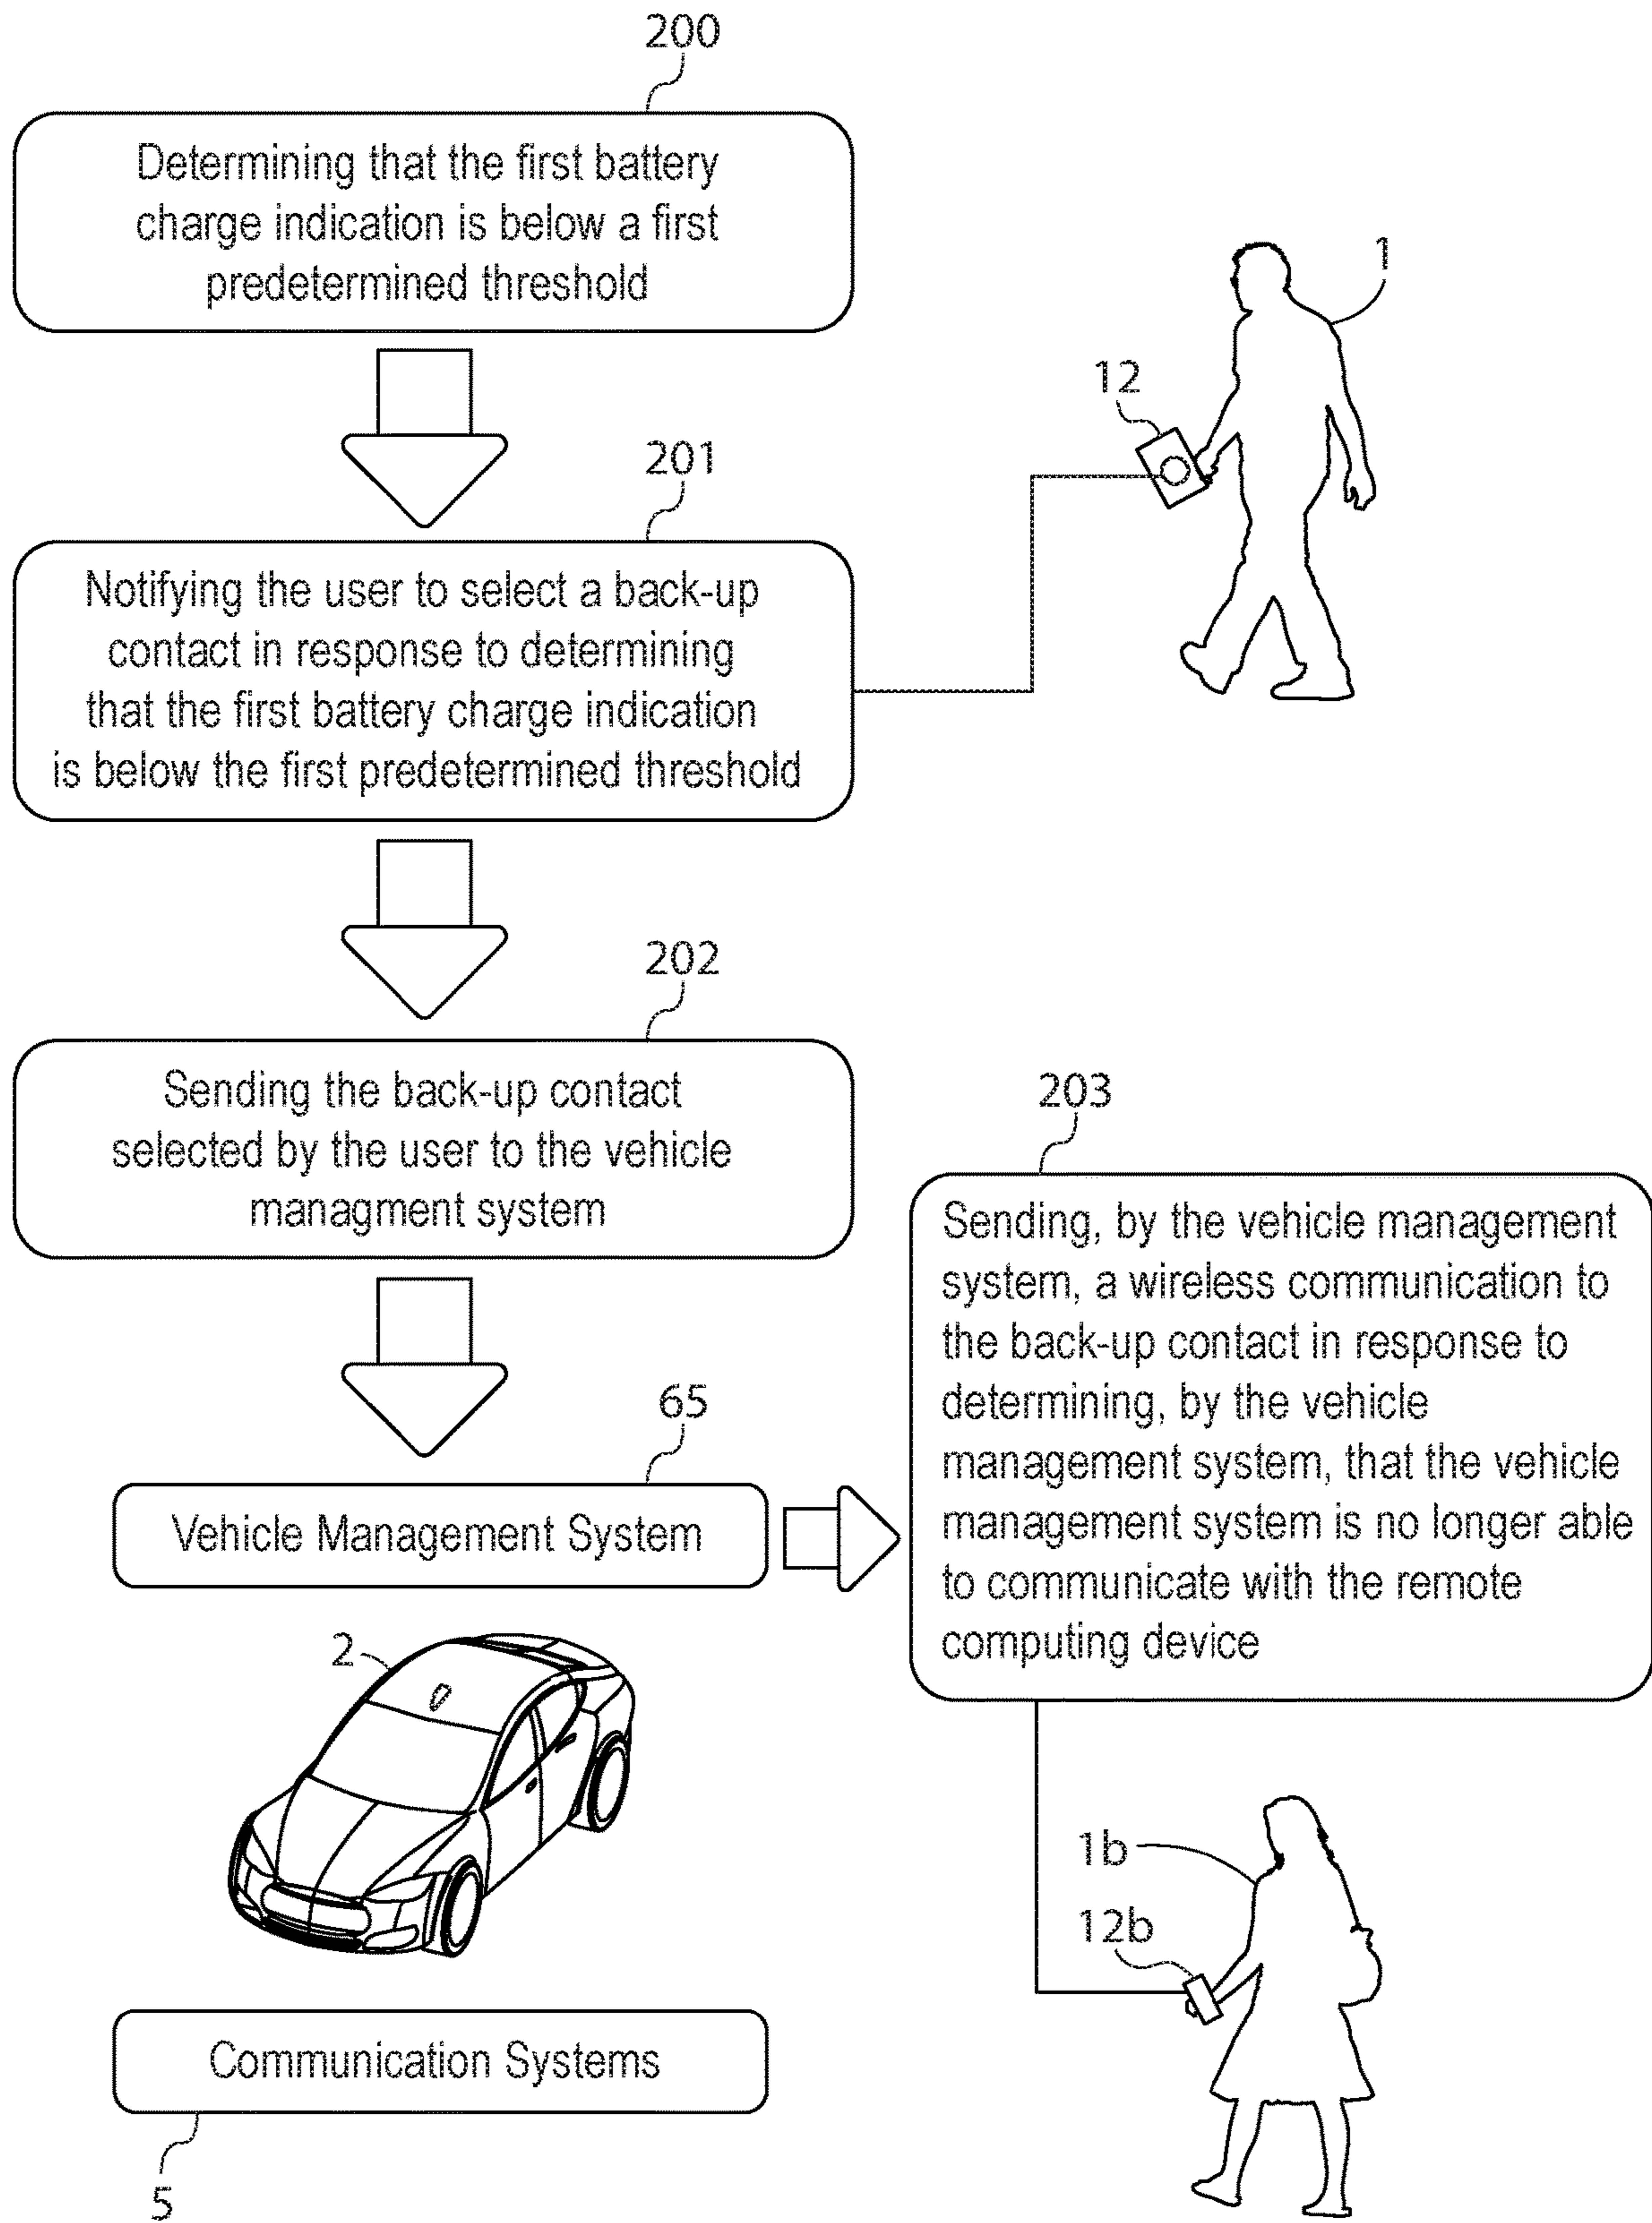 200
Determining that the first battery
charge indication is below a first
predetermined threshold
1
12
201
Notifying the user to select a back-up
contact in response to determining
that the first battery charge indication
is below the first predetermined threshold
202
Sending the back-up contact
selected by the user to the vehicle
managment system
203
Sending, by the vehicle management
system, a wireless communication to
the back-up contact in response to
determining, by the vehicle
management system, that the vehicle
management system is no longer able
to communicate with the remote
computing device
65
Vehicle Management System
2
1b
12b
Communication Systems
5